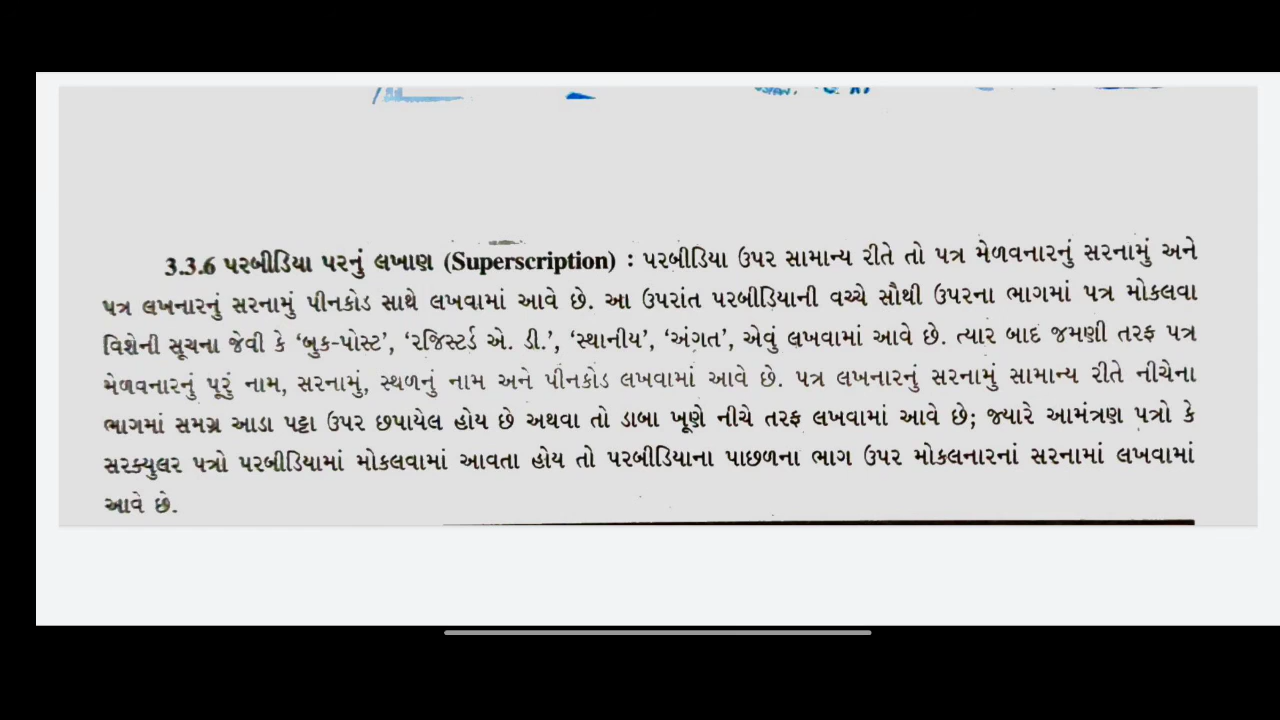 3.3.6 પરબીડિયા પરનું લખાણ (Superscription) : પરબીડિયા ઉપર સામાન્ય રીતે તો પત્ર મેળવનારનું સરનામું અને
પત્ર લખનારનું સરનામું પીનકોડ સાથે લખવામાં આવે છે. આ ઉપરાંત પરબીડિયાની વચ્ચે સૌથી ઉપરના ભાગમાં પત્ર મોકલવા
વિશેની સૂચના જેવી કે ‘બુક-પોસ્ટ’, ‘રજિસ્ટર્ડ એ. ડી.’, ‘સ્થાનીય’, ‘અંગત’, એવું લખવામાં આવે છે. ત્યાર બાદ જમણી તરફ પત્ર
મેળવનારનું પૂરું નામ, સરનામું, સ્થળનું નામ અને પીનકોડ લખવામાં આવે છે. પત્ર લખનારનું સરનામું સામાન્ય રીતે નીચેના
ભાગમાં સમગ્ર આડા પટ્ટા ઉપર છપાયેલ હોય છે અથવા તો ડાબા ખૂણે નીચે તરફ લખવામાં આવે છે; જ્યારે આમંત્રણ પત્રો કે
સરક્યુલર પત્રો પરબીડિયામાં મોકલવામાં આવતા હોય તો પરબીડિયાના પાછળના ભાગ ઉપર મોકલનારનાં સરનામાં લખવામાં
આવે છે.